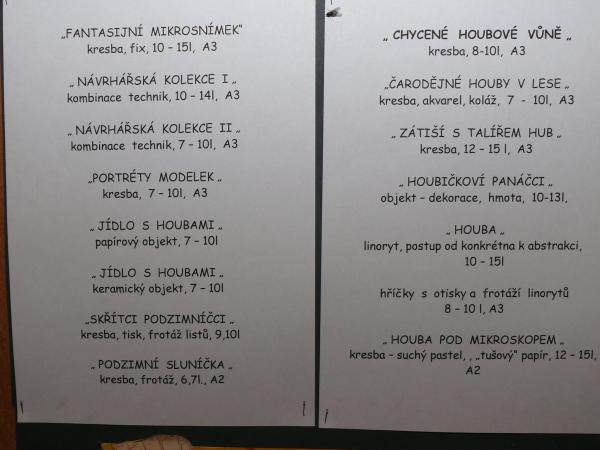 „FANTASIJNÍ MIKROSNÍMEK“
kresba, fix, 10 – 15l, A3
„ NÁVRHÁŘSKÁ KOLEKCE I „
kombinace technik, 10 – 14l, A3
„ NÁVRHÁŘSKÁ KOLEKCE II „
kombinace technik, 7 – 10l, A3
„PORTRÉTY MODELEK „
kresba, 7 – 10l, A3
„ JÍDLO S HOUBAMI „
papírový objekt, 7 – 10l
„ JÍDLO S HOUBAMI „
keramický objekt, 7 – 10l
„SKŘÍTCI PODZIMNÍČCI „
kresba, tisk, frotáž listů, 9,10l
„ PODZIMNÍ SLUNÍČKA „
kresba, frotáž, 6,7l., A2
„ CHYCENÉ HOUBOVÉ VŮNĚ „
kresba, 8-10l, A3
„ČARODĚJNÉ HOUBY V LESE „
kresba, akvarel, koláž, 7 - 10l, A3
„ ZÁTIŠÍ S TALÍŘEM HUB „
kresba, 12 – 15 l, A3
„ HOUBIČKOVÍ PANÁČCI „
objekt – dekorace, hmota, 10-13l,
„ HOUBA „
linoryt, postup od konkrétna k abstrakci,
10 – 15l
hříčky s otisky a frotáží linorytů
8 – 10 l, A3
„ HOUBA POD MIKROSKOPEM „
kresba – suchý pastel, , „tušový“ papír, 12 – 15l,
A2